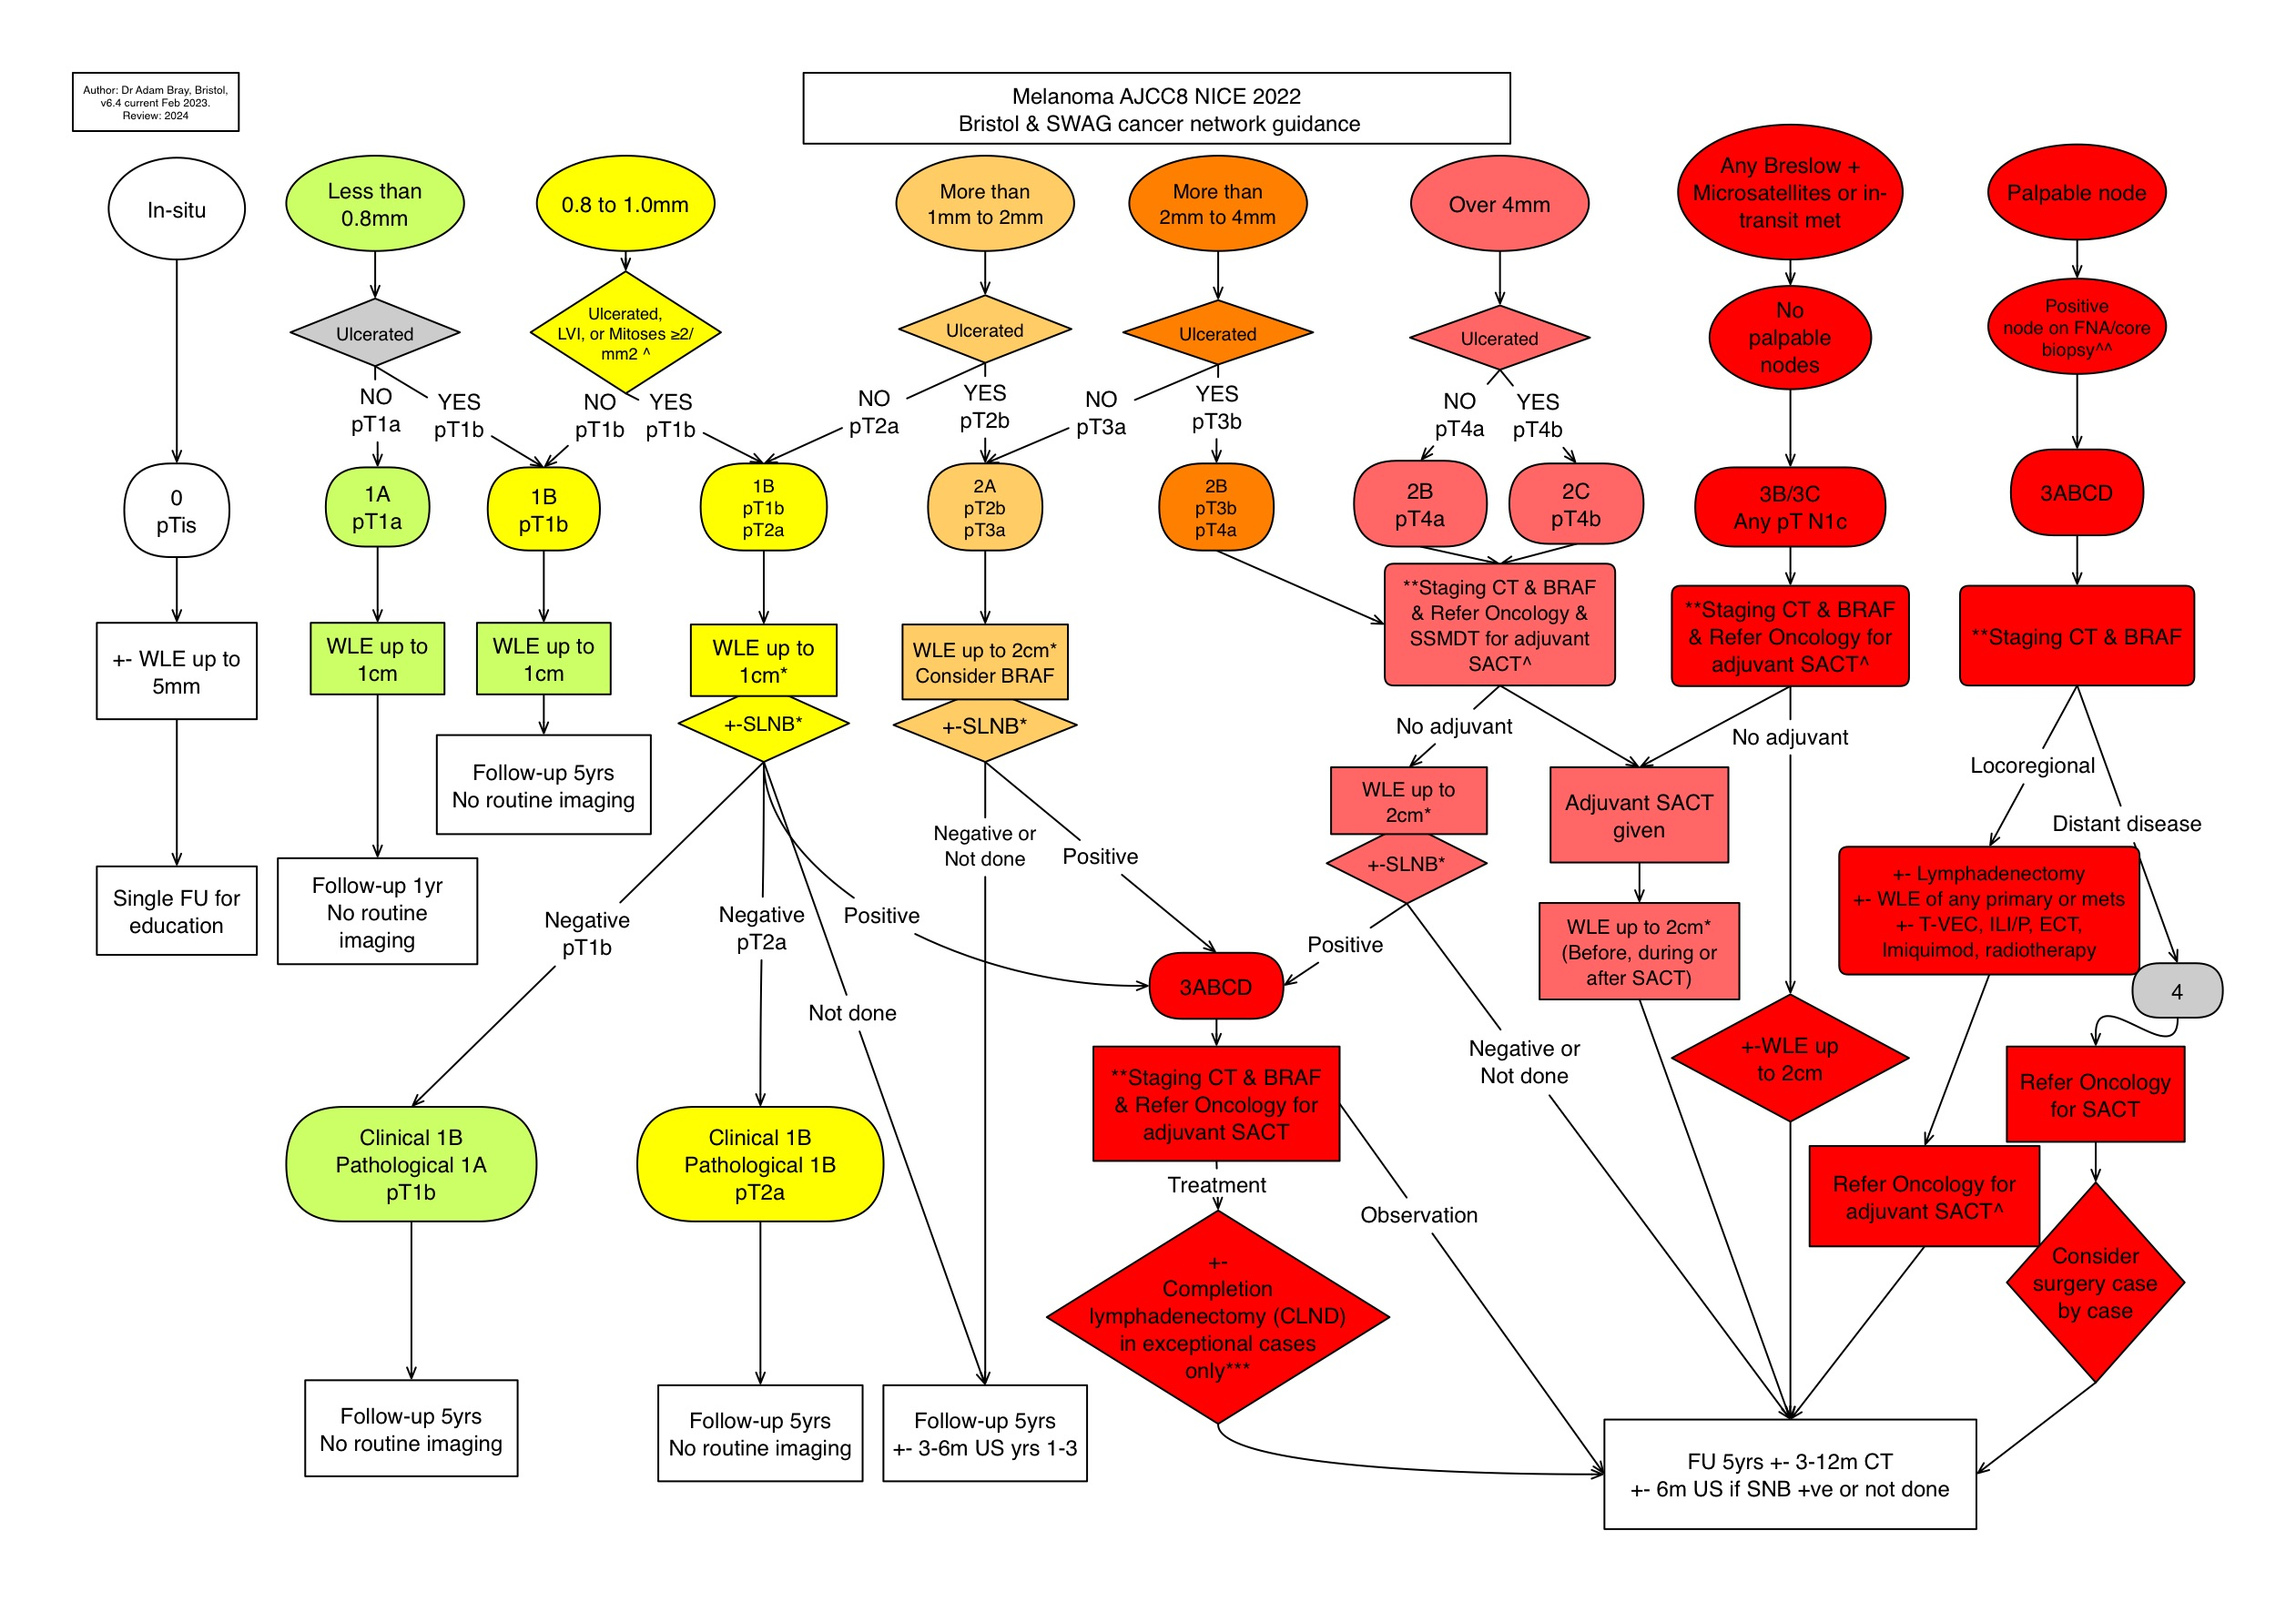 Author: Dr Adam Bray, Bristol,
v6.4 current Feb 2023.
Review: 2024
Melanoma AJCC8 NICE 2022
Bristol & SWAG cancer network guidance
In-situ
Less than
0.8mm
0.8 to 1.0mm
More than
1mm to 2mm
More than
2mm to 4mm
Over 4mm
Any Breslow +
Microsatellites or in-
transit met
Palpable node
Ulcerated
Ulcerated,
LVI, or Mitoses ≥2/
mm2 ^
Ulcerated
Ulcerated
Ulcerated
No
palpable
nodes
Positive
node on FNA/core
biopsy^^
NO
pT1a
YES
pT1b
NO
pT1b
YES
pT1b
NO
pT2a
YES
pT2b
NO
pT3a
YES
pT3b
NO
pT4a
YES
pT4b
0
pTis
1A
pT1a
1B
pT1b
1B
pT1b
pT2a
2A
pT2b
pT3a
2B
pT3b
pT4a
2B
pT4a
2C
pT4b
3B/3C
Any pT N1c
3ABCD
+- WLE up to
5mm
WLE up to
1cm
WLE up to
1cm
WLE up to
1cm*
WLE up to 2cm*
Consider BRAF
**Staging CT & BRAF
& Refer Oncology &
SSMDT for adjuvant
SACT^
**Staging CT & BRAF
& Refer Oncology for
adjuvant SACT^
**Staging CT & BRAF
+-SLNB*
+-SLNB*
No adjuvant
No adjuvant
Locoregional
Distant disease
Follow-up 5yrs
No routine imaging
WLE up to
2cm*
+-SLNB*
Adjuvant SACT
given
Single FU for
education
Follow-up 1yr
No routine
imaging
Negative
pT1b
Negative
pT2a
Positive
Not done
Negative or
Not done
Positive
Positive
Negative or
Not done
WLE up to 2cm*
(Before, during or
after SACT)
+- Lymphadenectomy
+- WLE of any primary or mets
+- T-VEC, ILI/P, ECT,
Imiquimod, radiotherapy
4
3ABCD
**Staging CT & BRAF
& Refer Oncology for
adjuvant SACT
+-WLE up
to 2cm
Refer Oncology
for SACT
Clinical 1B
Pathological 1A
pT1b
Clinical 1B
Pathological 1B
pT2a
Treatment
Observation
Refer Oncology for
adjuvant SACT^
Consider
surgery case
by case
+-
Completion
lymphadenectomy (CLND)
in exceptional cases
only***
Follow-up 5yrs
No routine imaging
Follow-up 5yrs
No routine imaging
Follow-up 5yrs
+- 3-6m US yrs 1-3
FU 5yrs +- 3-12m CT
+- 6m US if SNB +ve or not done